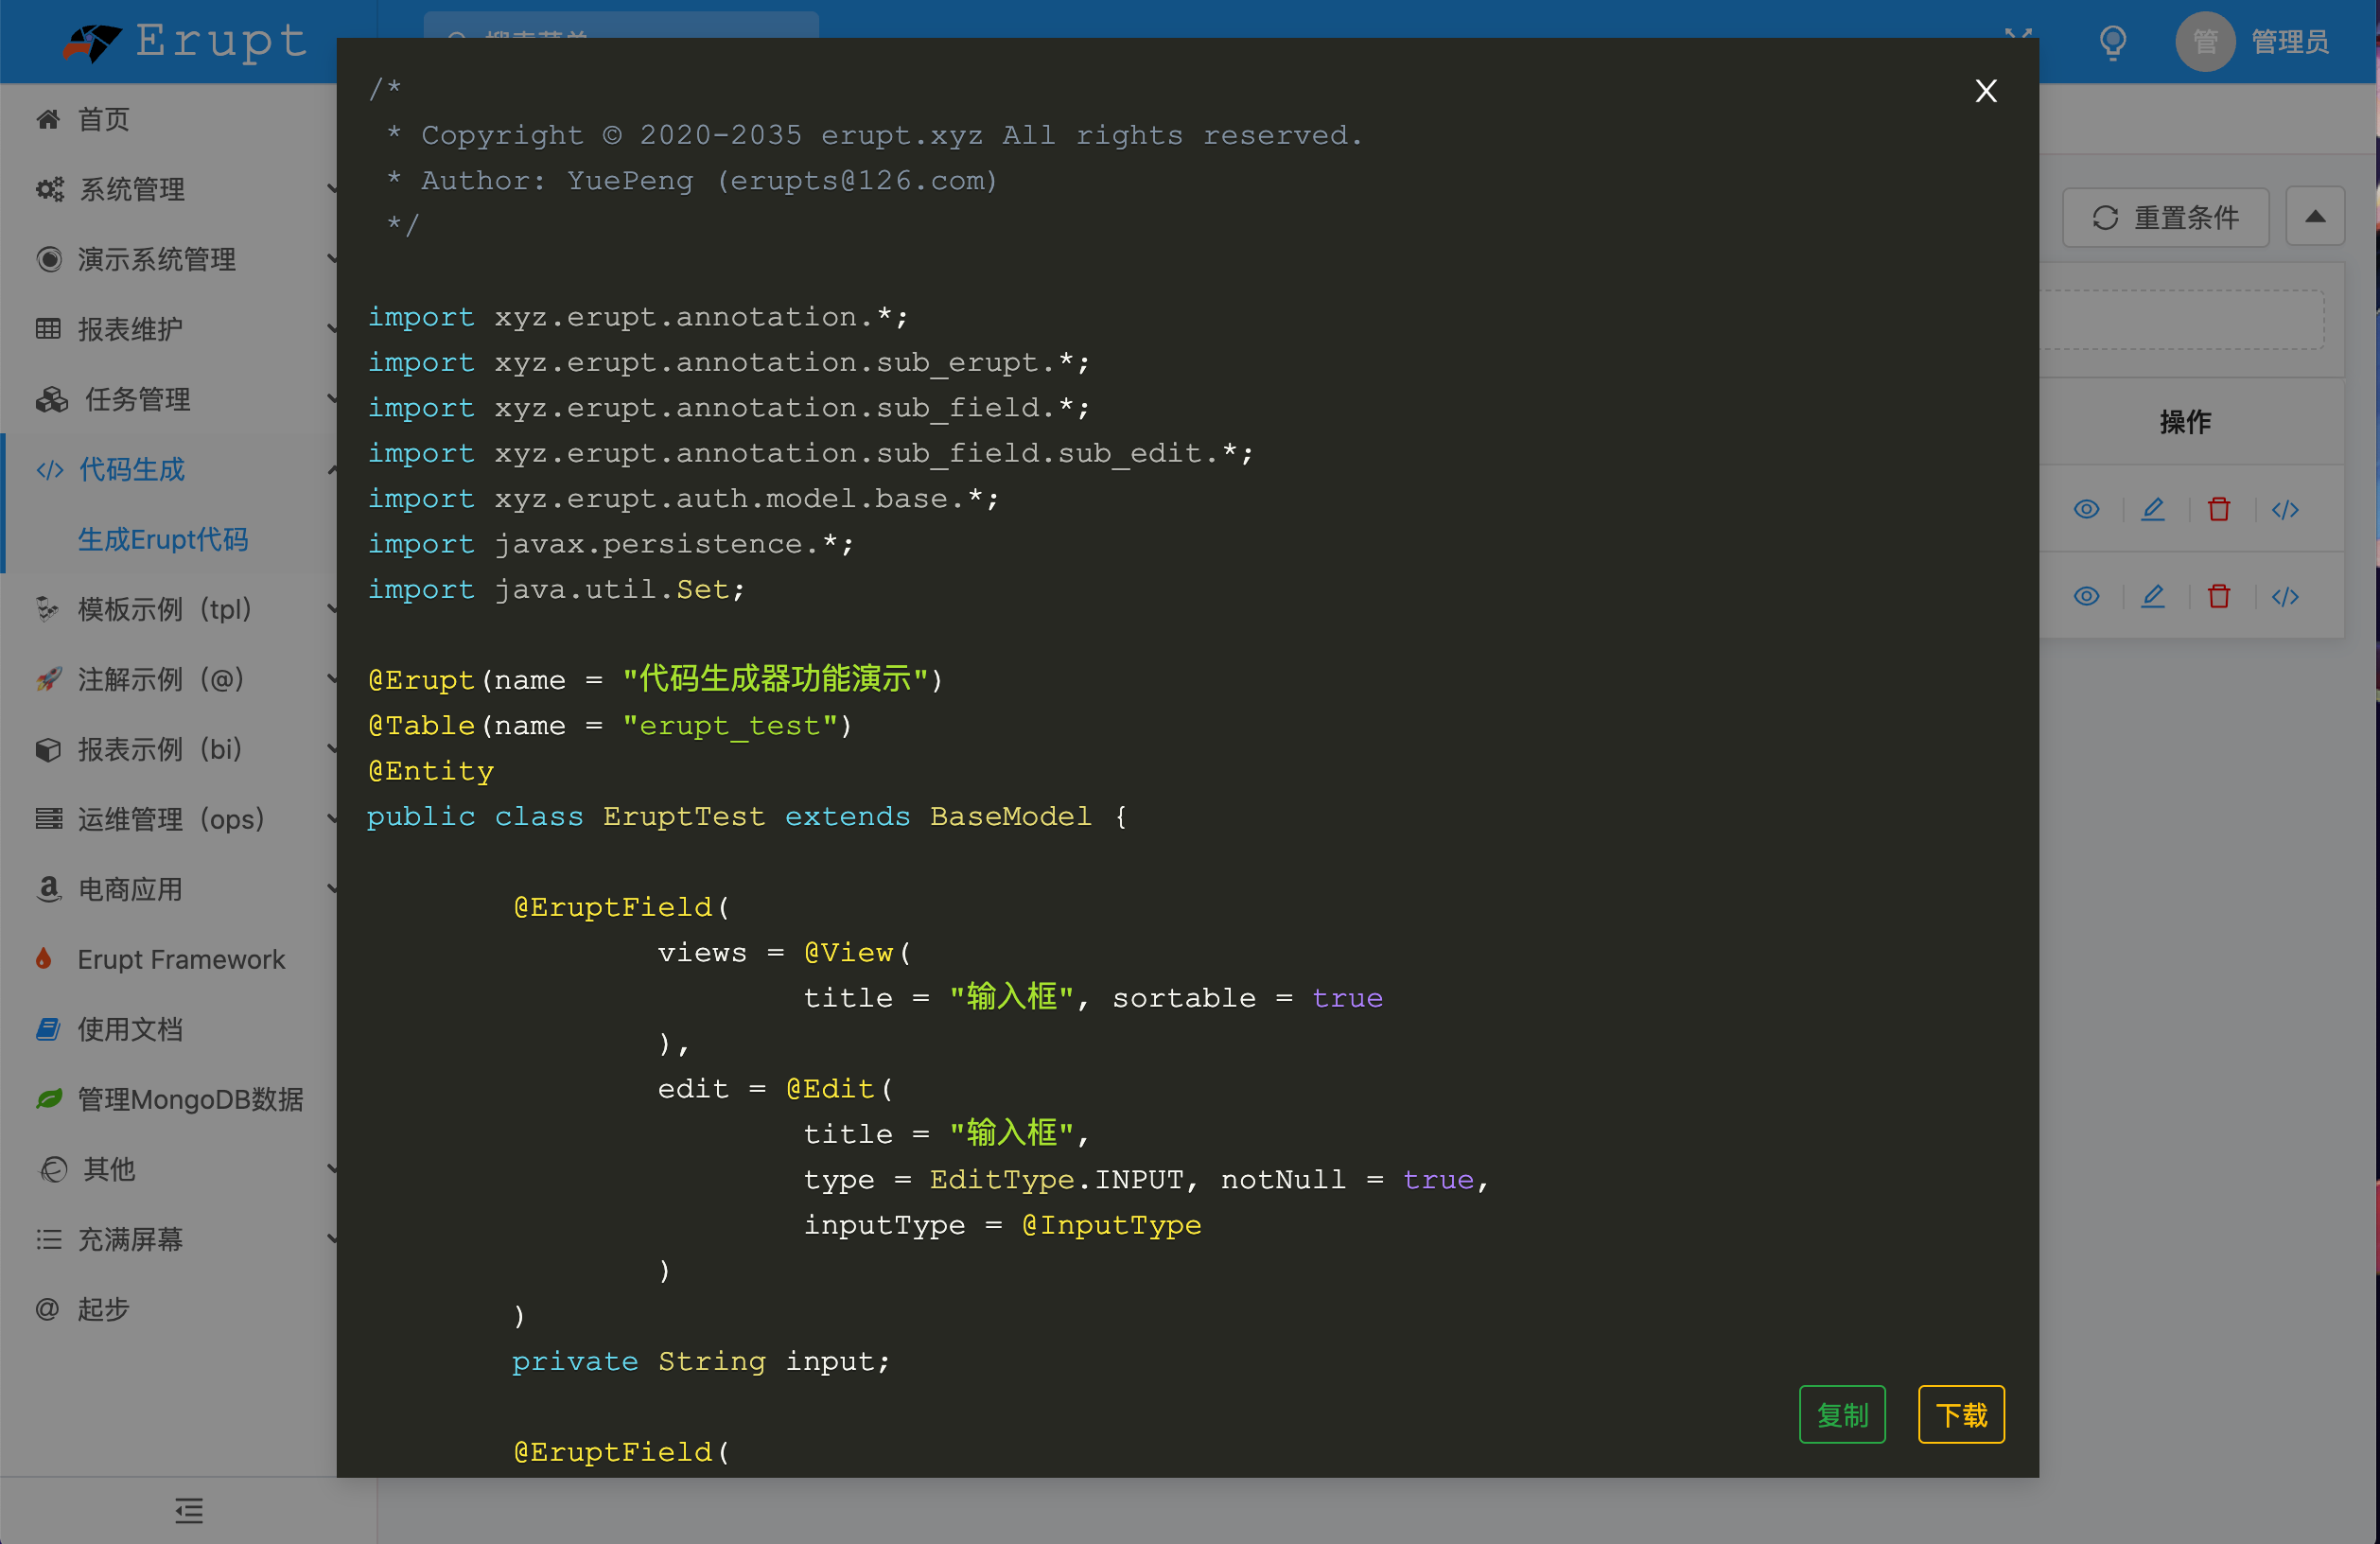 Erupt
管
管理员
首页
系统管理
演示系统管理
报表维护
任务管理
代码生成
生成Erupt代码
模板示例（tpl）
注解示例（@）
报表示例（bi）
运维管理（ops）
电商应用
Erupt Framework
使用文档
管理MongoDB数据
其他
充满屏幕
起步
X
/*
 * Copyright © 2020-2035 erupt.xyz All rights reserved.
 * Author: YuePeng (erupts@126.com)
 */
import xyz.erupt.annotation.*;
import xyz.erupt.annotation.sub_erupt.*;
import xyz.erupt.annotation.sub_field.*;
import xyz.erupt.annotation.sub_field.sub_edit.*;
import xyz.erupt.auth.model.base.*;
import javax.persistence.*;
import java.util.Set;
@Erupt(name = "代码生成器功能演示")
@Table(name = "erupt_test")
@Entity
public class EruptTest extends BaseModel {
        @EruptField(
                views = @View(
                        title = "输入框", sortable = true
                ),
                edit = @Edit(
                        title = "输入框",
                        type = EditType.INPUT, notNull = true,
                        inputType = @InputType
                )
        )
        private String input;
        @EruptField(
复制
下载
重置条件
操作